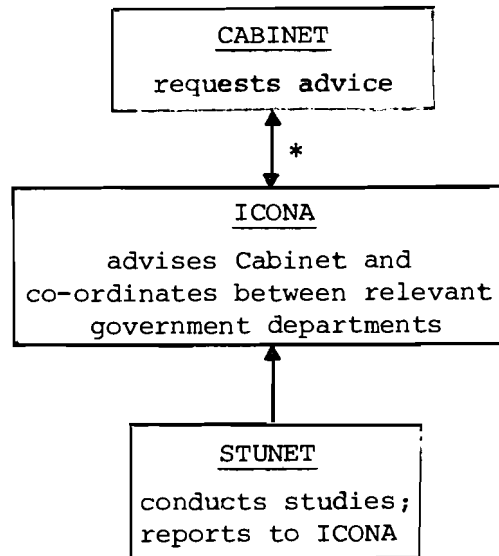 CABINET
requests advice
*
ICONA
advises Cabinet and
co-ordinates between relevant
government departments
STUNET
conducts studies;
reports to ICONA